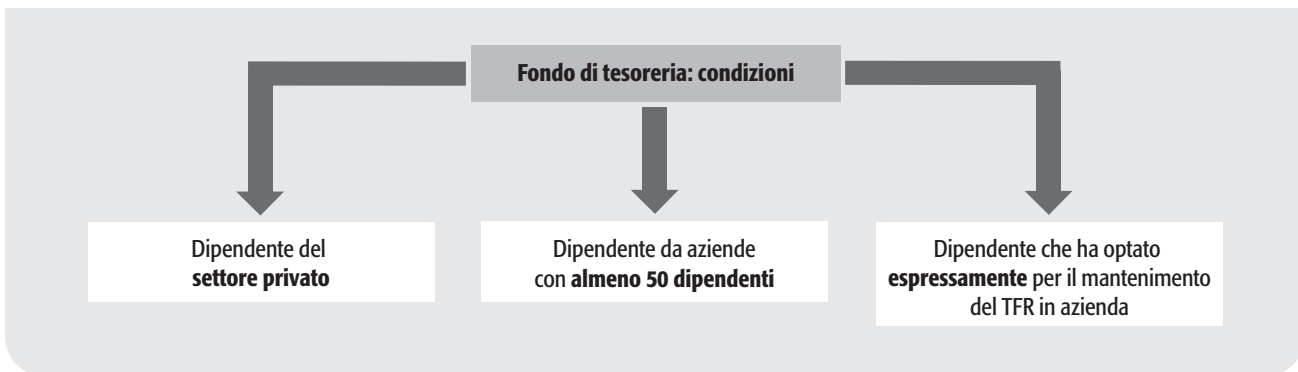 Fondo di tesoreria: condizioni
Dipendente del
settore privato
Dipendente da aziende
con almeno 50 dipendenti
Dipendente che ha optato
espressamente per il mantenimento
del TFR in azienda